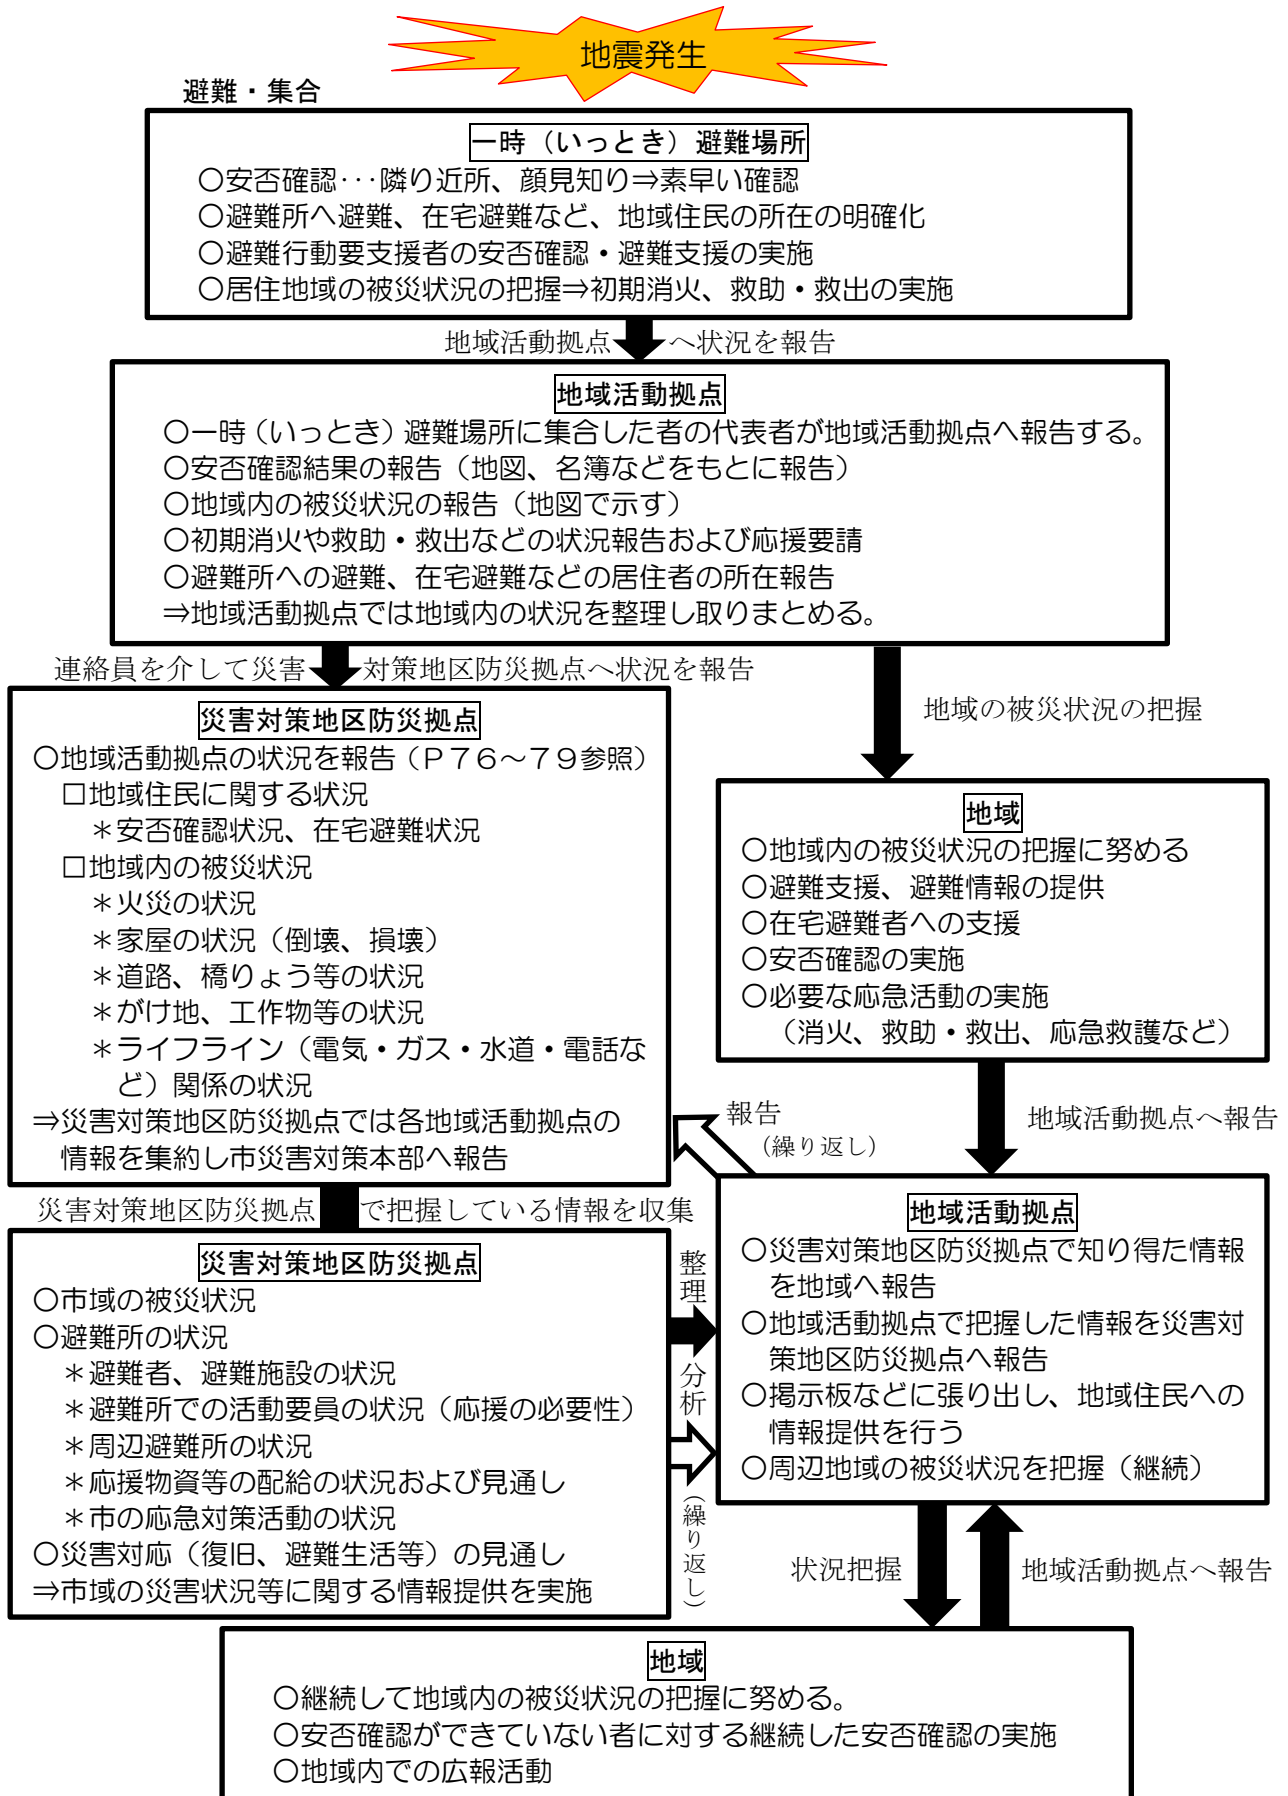 地震発生
避難・集合
一時（いっとき）避難場所
○安否確認･･･隣り近所、顔見知り⇒素早い確認
○避難所へ避難、在宅避難など、地域住民の所在の明確化
○避難行動要支援者の安否確認・避難支援の実施
○居住地域の被災状況の把握⇒初期消火、救助・救出の実施
地域活動拠点へ状況を報告
地域活動拠点
○一時（いっとき）避難場所に集合した者の代表者が地域活動拠点へ報告する。
○安否確認結果の報告（地図、名簿などをもとに報告）
○地域内の被災状況の報告（地図で示す）
○初期消火や救助・救出などの状況報告および応援要請
○避難所への避難、在宅避難などの居住者の所在報告
⇒地域活動拠点では地域内の状況を整理し取りまとめる。
連絡員を介して災害対策地区防災拠点へ状況を報告
地域の被災状況の把握
災害対策地区防災拠点
○地域活動拠点の状況を報告（Ｐ７６～７９参照）
□地域住民に関する状況
＊安否確認状況、在宅避難状況
□地域内の被災状況
＊火災の状況
＊家屋の状況（倒壊、損壊）
＊道路、橋りょう等の状況
＊がけ地、工作物等の状況
＊ライフライン（電気・ガス・水道・電話な
ど）関係の状況
⇒災害対策地区防災拠点では各地域活動拠点の
情報を集約し市災害対策本部へ報告
地域
○地域内の被災状況の把握に努める
○避難支援、避難情報の提供
○在宅避難者への支援
○安否確認の実施
○必要な応急活動の実施
（消火、救助・救出、応急救護など）
報告
（繰り返し）
地域活動拠点へ報告
災害対策地区防災拠点で把握している情報を収集
災害対策地区防災拠点
○市域の被災状況
○避難所の状況
＊避難者、避難施設の状況
＊避難所での活動要員の状況（応援の必要性）
＊周辺避難所の状況
＊応援物資等の配給の状況および見通し
＊市の応急対策活動の状況
○災害対応（復旧、避難生活等）の見通し
⇒市域の災害状況等に関する情報提供を実施
整理
分析
（繰り返し）
地域活動拠点
○災害対策地区防災拠点で知り得た情報
を地域へ報告
○地域活動拠点で把握した情報を災害対
策地区防災拠点へ報告
○掲示板などに張り出し、地域住民への
情報提供を行う
○周辺地域の被災状況を把握（継続）
状況把握
地域活動拠点へ報告
地域
○継続して地域内の被災状況の把握に努める。
○安否確認ができていない者に対する継続した安否確認の実施
○地域内での広報活動